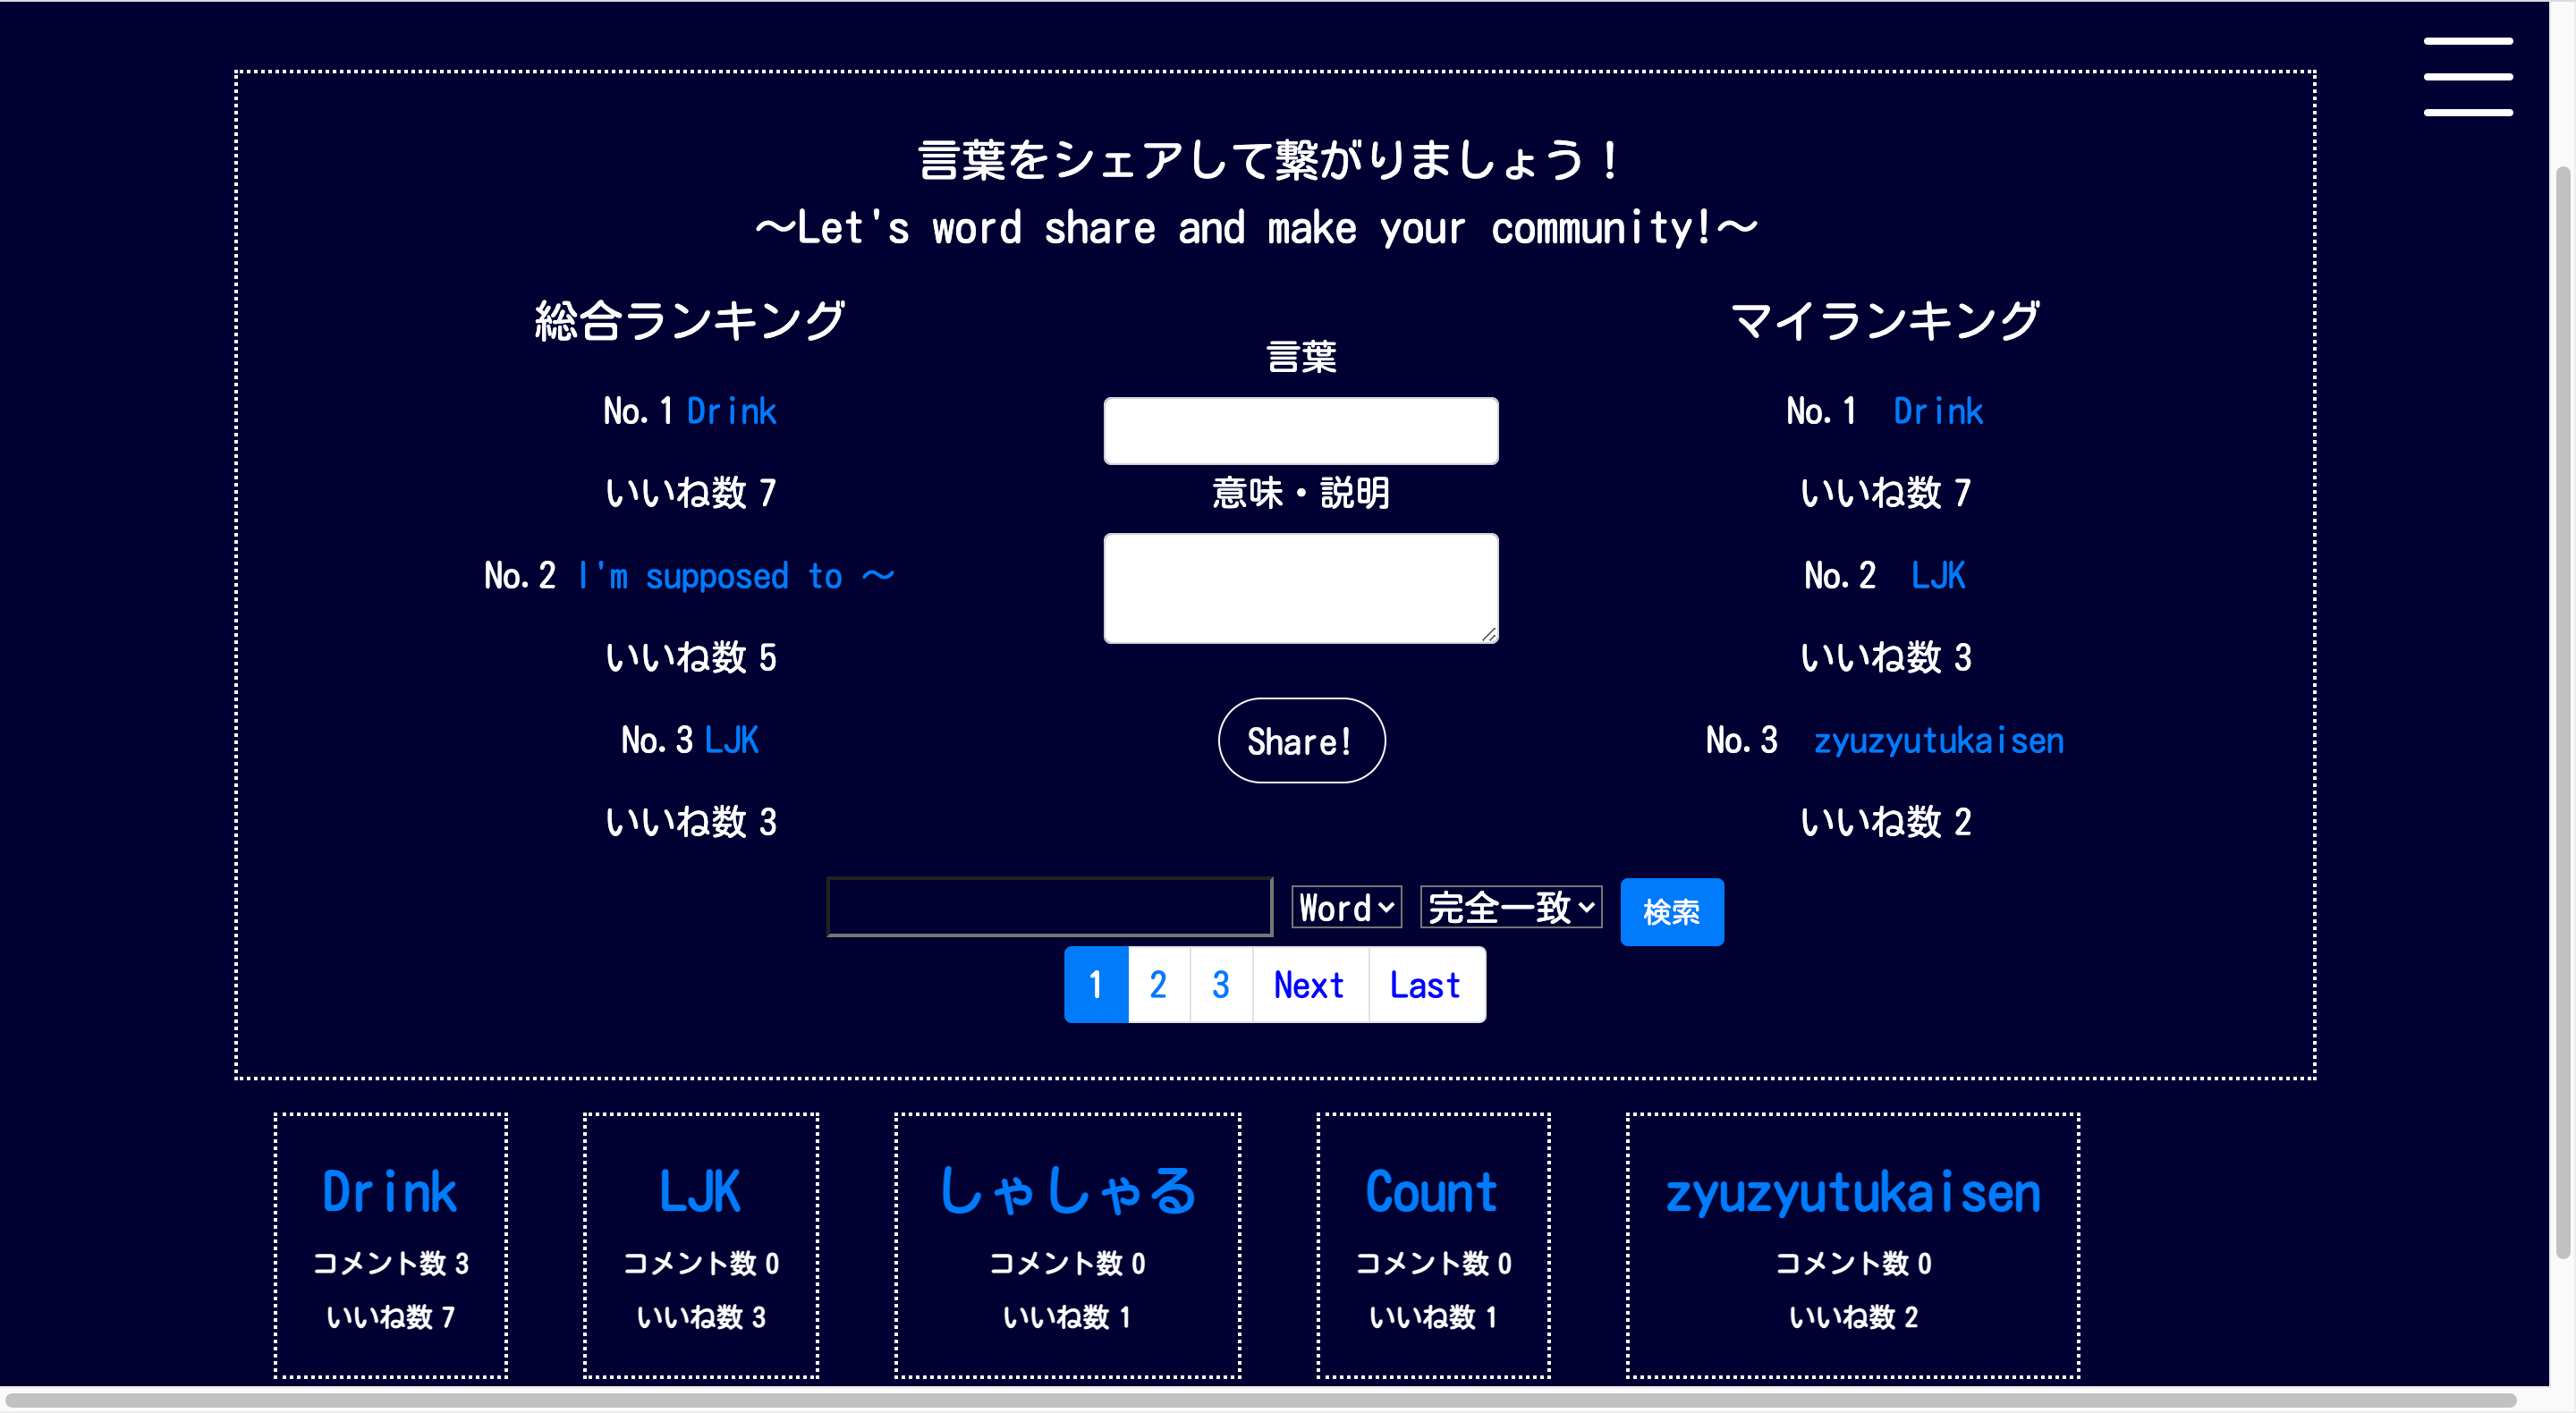 言葉をシェアして繋がりましょう！
〜Let's word share and make your community!〜
総合ランキング
No.1 Drink
いいね数 7
No.2 I'm supposed to 〜
いいね数 5
No.3 LJK
いいね数 3
言葉
意味・説明
Share!
マイランキング
No.1 Drink
いいね数 7
No.2 LJK
いいね数 3
No.3 zyuzyutukaisen
いいね数 2
Word 完全一致 検索
1 2 3 Next Last
Drink
コメント数 3
いいね数 7
LJK
コメント数 0
いいね数 3
しゃしゃる
コメント数 0
いいね数 1
Count
コメント数 0
いいね数 1
zyuzyutukaisen
コメント数 0
いいね数 2